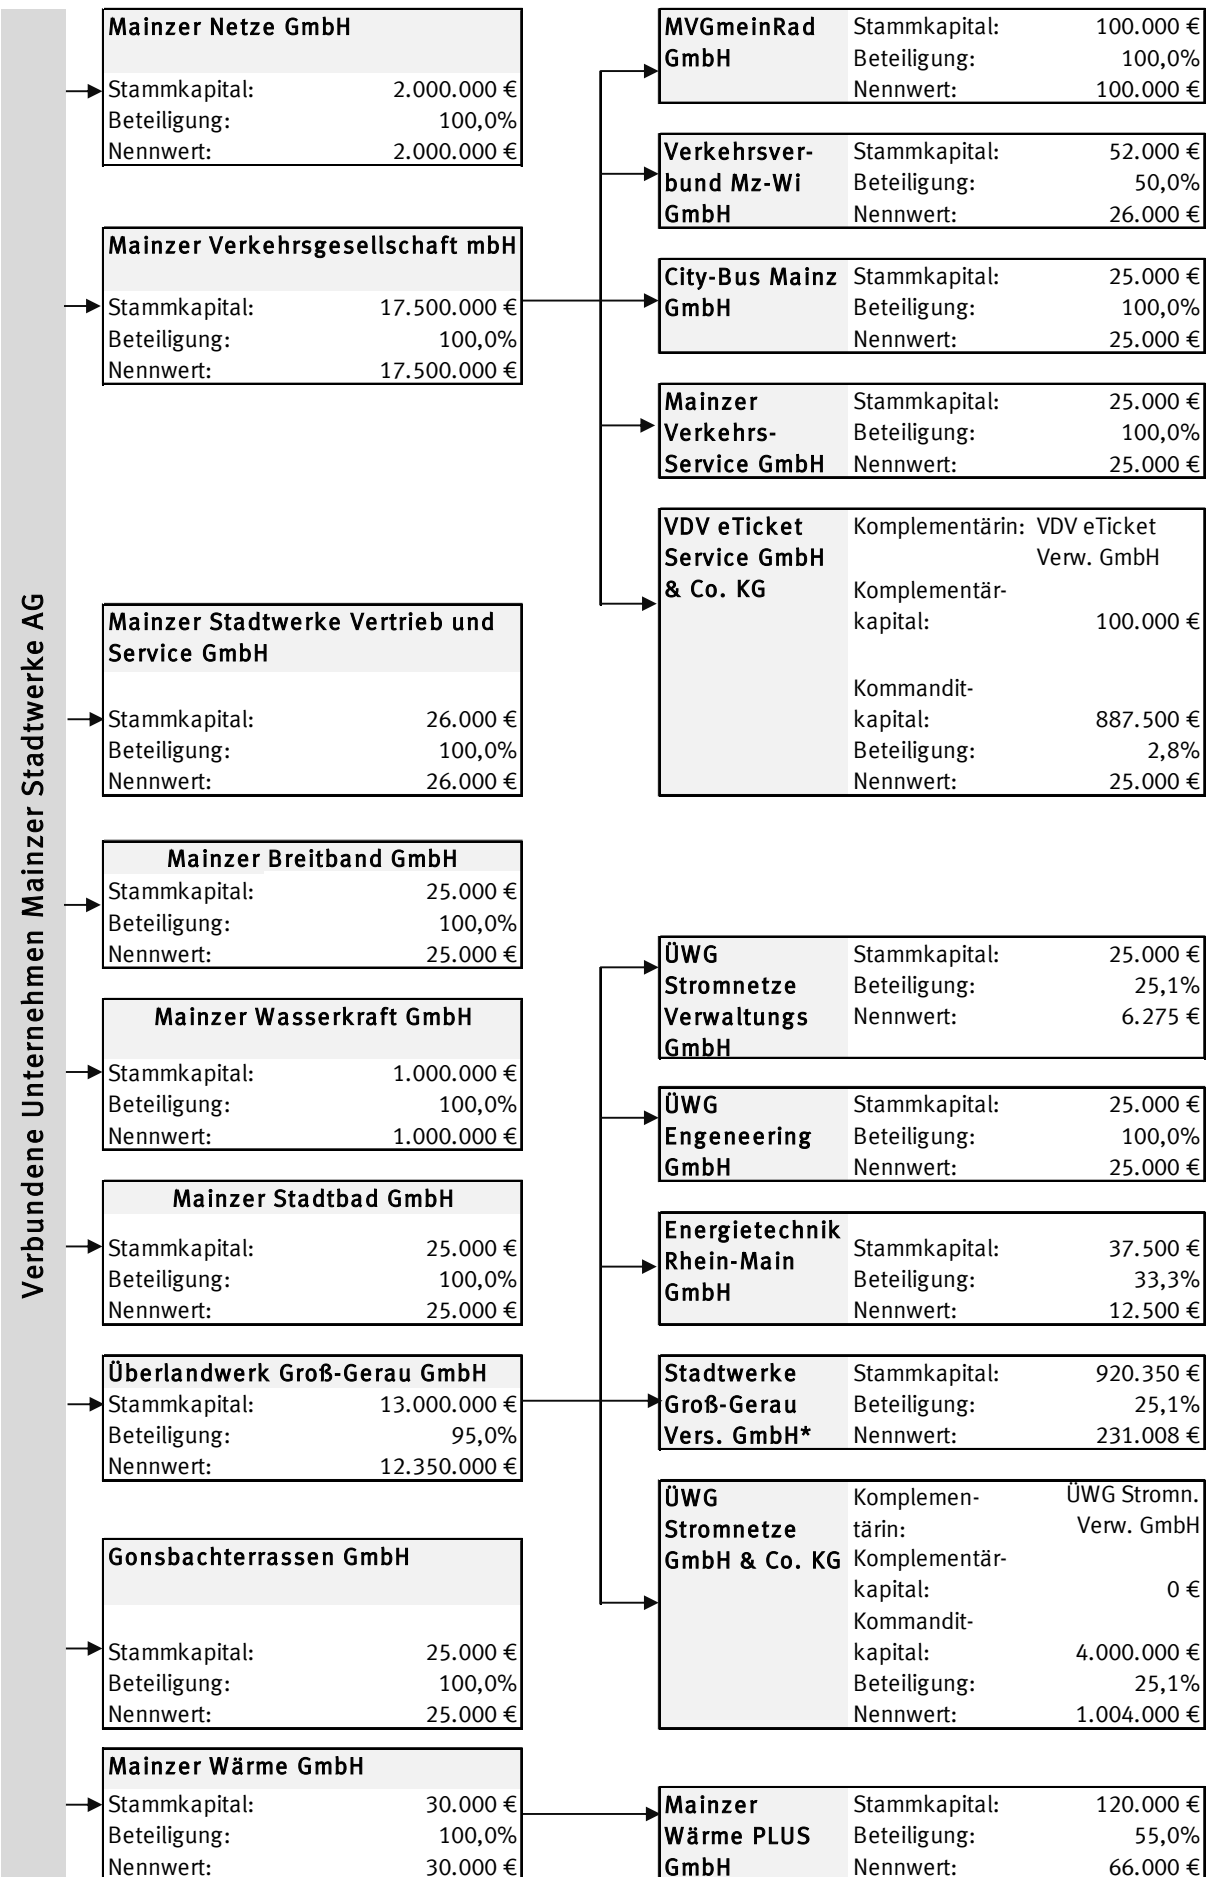 Verbundene Unternehmen Mainzer Stadtwerke AG
Mainzer Netze GmbH
Stammkapital: 2.000.000 €
Beteiligung: 100,0%
Nennwert: 2.000.000 €
Mainzer Verkehrsgesellschaft mbH
Stammkapital: 17.500.000 €
Beteiligung: 100,0%
Nennwert: 17.500.000 €
MVGmeinRad Stammkapital: 100.000 €
GmbH Beteiligung: 100,0%
Nennwert: 100.000 €
Verkehrsver- Stammkapital: 52.000 €
bund Mz-Wi Beteiligung: 50,0%
GmbH Nennwert: 26.000 €
City-Bus Mainz Stammkapital: 25.000 €
GmbH Beteiligung: 100,0%
Nennwert: 25.000 €
Mainzer Stammkapital: 25.000 €
Verkehrs- Beteiligung: 100,0%
Service GmbH Nennwert: 25.000 €
VDV eTicket Komplementärin: VDV eTicket
Service GmbH Verw. GmbH
& Co. KG Komplementär-
kapital: 100.000 €
Kommandit-
kapital: 887.500 €
Beteiligung: 2,8%
Nennwert: 25.000 €
Mainzer Stadtwerke Vertrieb und
Service GmbH
Stammkapital: 26.000 €
Beteiligung: 100,0%
Nennwert: 26.000 €
Mainzer Breitband GmbH
Stammkapital: 25.000 €
Beteiligung: 100,0%
Nennwert: 25.000 €
Mainzer Wasserkraft GmbH
Stammkapital: 1.000.000 €
Beteiligung: 100,0%
Nennwert: 1.000.000 €
Mainzer Stadtbad GmbH
Stammkapital: 25.000 €
Beteiligung: 100,0%
Nennwert: 25.000 €
Überlandwerk Groß-Gerau GmbH
Stammkapital: 13.000.000 €
Beteiligung: 95,0%
Nennwert: 12.350.000 €
ÜWG Stammkapital: 25.000 €
Stromnetze Beteiligung: 25,1%
Verwaltungs Nennwert: 6.275 €
GmbH
ÜWG Stammkapital: 25.000 €
Engeneering Beteiligung: 100,0%
GmbH Nennwert: 25.000 €
Energietechnik
Rhein-Main Stammkapital: 37.500 €
GmbH Beteiligung: 33,3%
Nennwert: 12.500 €
Stadtwerke Stammkapital: 920.350 €
Groß-Gerau Beteiligung: 25,1%
Vers. GmbH* Nennwert: 231.008 €
ÜWG Komplemen- ÜWG Stromn.
Stromnetze tärin: Verw. GmbH
GmbH & Co. KG Komplementär-
kapital: 0 €
Kommandit-
kapital: 4.000.000 €
Beteiligung: 25,1%
Nennwert: 1.004.000 €
Gonsbachterrassen GmbH
Stammkapital: 25.000 €
Beteiligung: 100,0%
Nennwert: 25.000 €
Mainzer Wärme GmbH
Stammkapital: 30.000 €
Beteiligung: 100,0%
Nennwert: 30.000 €
Mainzer Stammkapital: 120.000 €
Wärme PLUS Beteiligung: 55,0%
GmbH Nennwert: 66.000 €